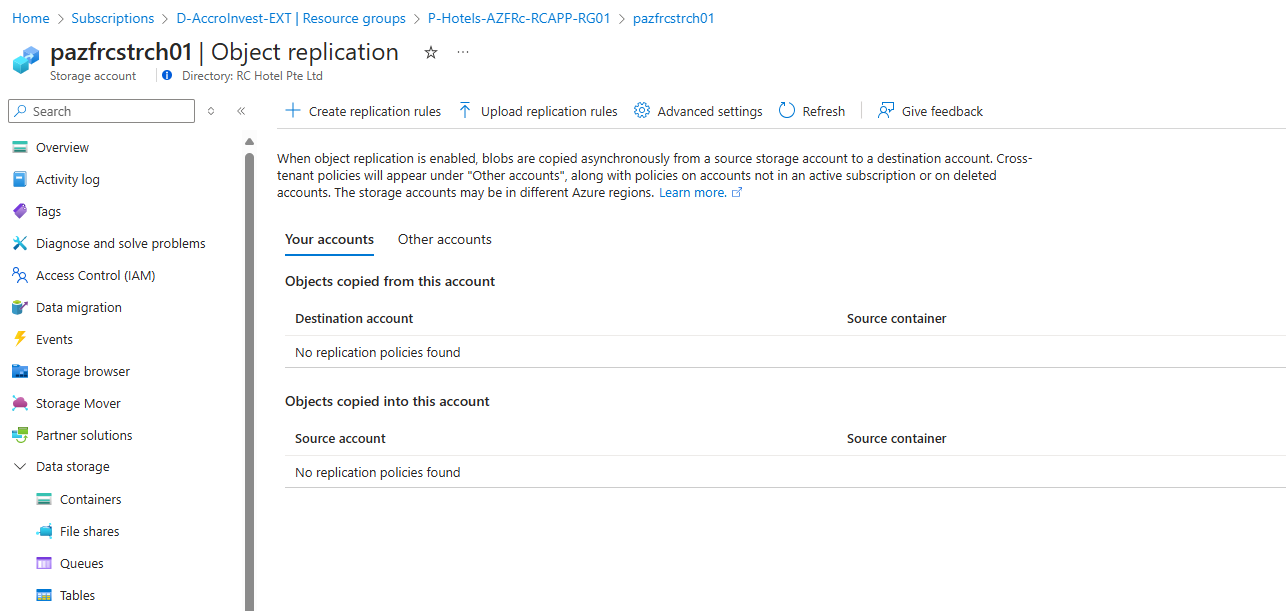 Home > Subscriptions > D-AccroInvest-EXT | Resource groups > P-Hotels-AZFRc-RCAPP-RG01 > pazfrcstrch01
pazfrcstrch01 | Object replication ☆ ...
Storage account Directory: RC Hotel Pte Ltd
Search
Create replication rules Upload replication rules Advanced settings Refresh Give feedback
Overview
Activity log
Tags
Diagnose and solve problems
Access Control (IAM)
Data migration
Events
Storage browser
Storage Mover
Partner solutions
Data storage
Containers
File shares
Queues
Tables
When object replication is enabled, blobs are copied asynchronously from a source storage account to a destination account. Cross-
tenant policies will appear under "Other accounts", along with policies on accounts not in an active subscription or on deleted
accounts. The storage accounts may be in different Azure regions. Learn more.
Your accounts Other accounts
Objects copied from this account
Destination account Source container
No replication policies found
Objects copied into this account
Source account Source container
No replication policies found